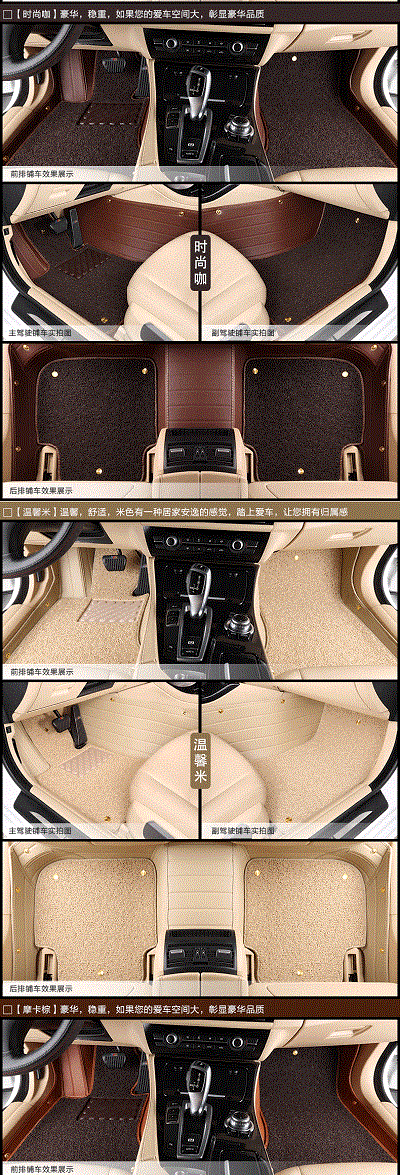 【时尚咖】豪华，稳重，如果您的爱车空间大，彰显豪华品质
前排铺车效果展示
时尚咖
主驾驶铺车实拍图
副驾驶铺车实拍图
后排铺车效果展示
【温馨米】温馨，舒适，米色有一种居家安逸的感觉，踏上爱车，让您拥有归属感
前排铺车效果展示
温馨米
主驾驶铺车实拍图
副驾驶铺车实拍图
后排铺车效果展示
【摩卡棕】豪华，稳重，如果您的爱车空间大，彰显豪华品质
前排铺车效果展示